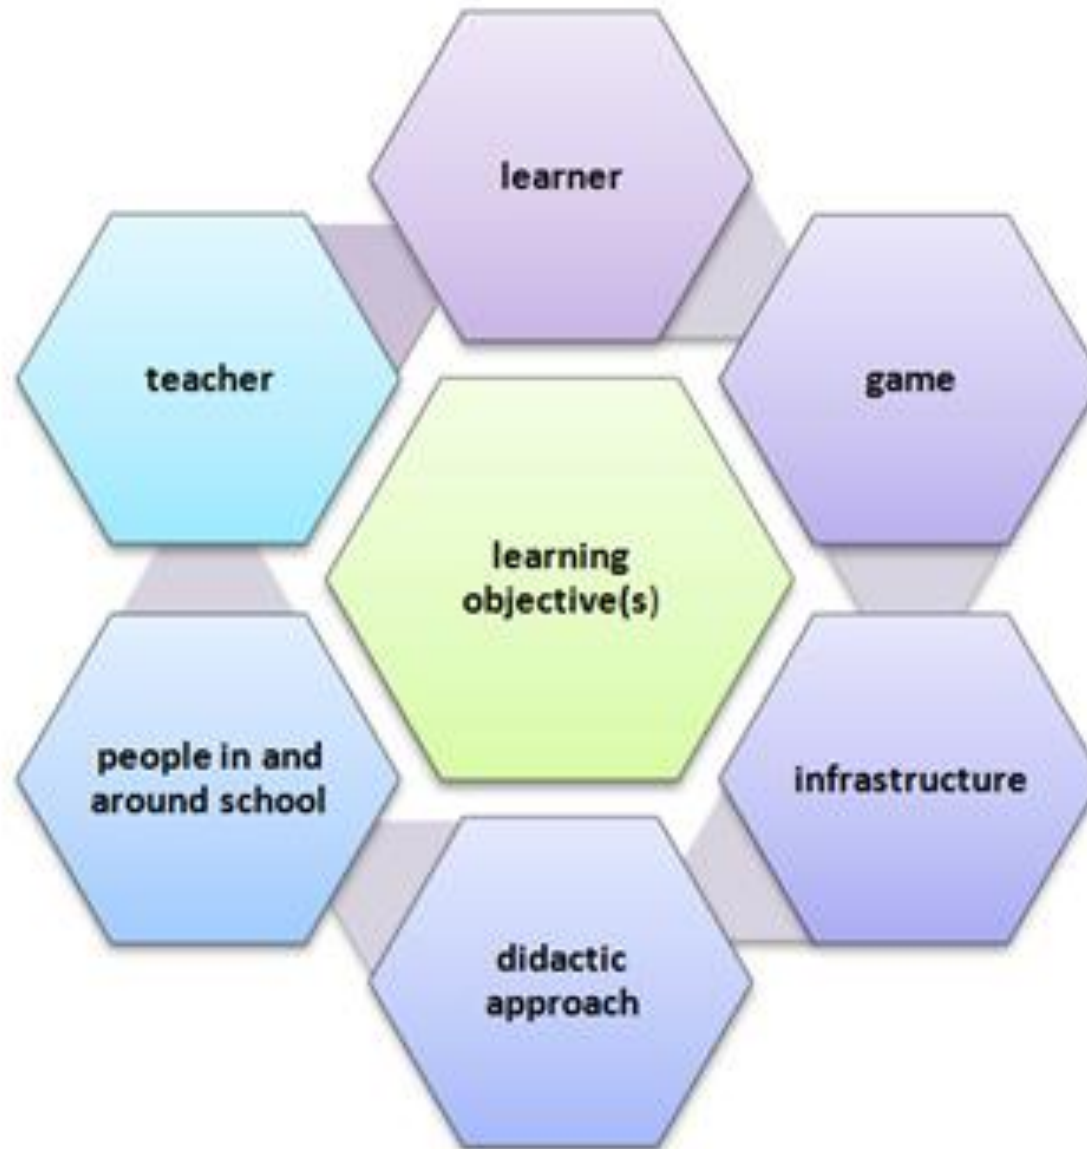 learner
teacher
game
learning
objective(s)
people in and
around school
infrastructure
didactic
approach